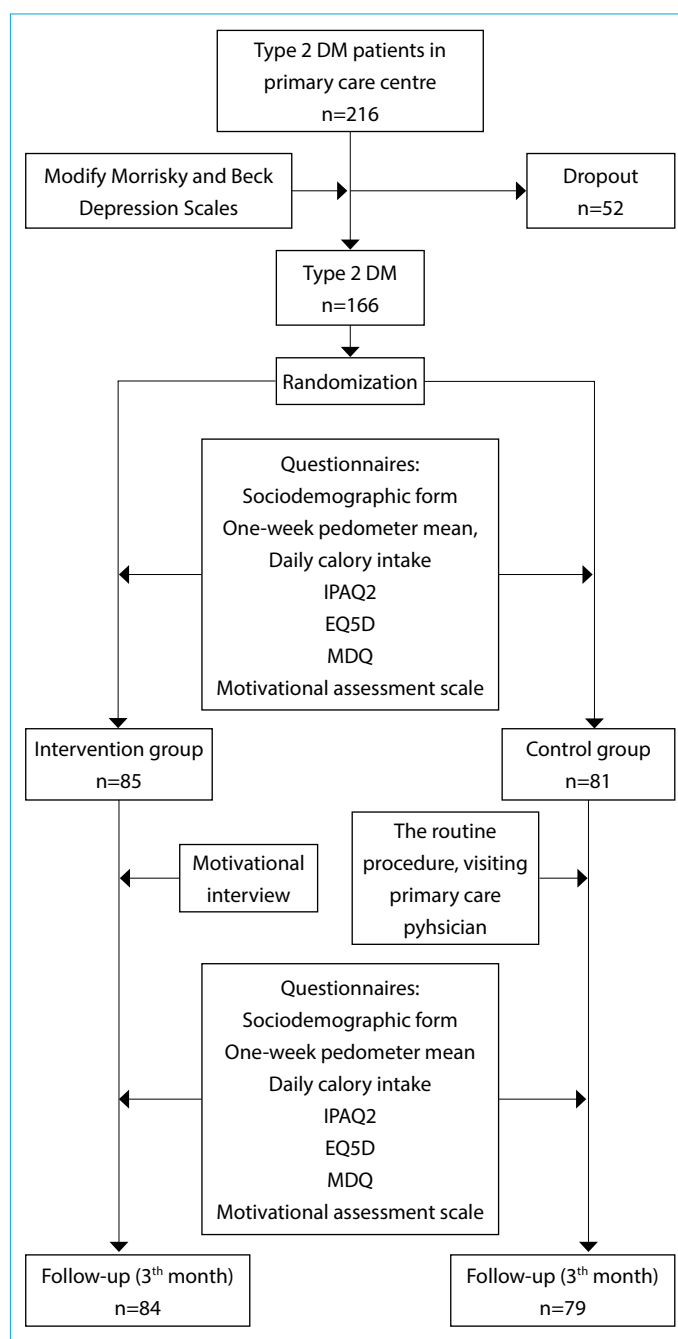 Type 2 DM patients in
primary care centre
n=216
Modify Morrisky and Beck
Depression Scales
Dropout
n=52
Type 2 DM
n=166
Randomization
Questionnaires:
Sociodemographic form
One-week pedometer mean,
Daily calory intake
IPAQ2
EQ5D
MDQ
Motivational assessment scale
Intervention group
n=85
Control group
n=81
Motivational
interview
The routine
procedure, visiting
primary care
pyhsician
Questionnaires:
Sociodemographic form
One-week pedometer mean
Daily calory intake
IPAQ2
EQ5D
MDQ
Motivational assessment scale
Follow-up (3th month)
n=84
Follow-up (3th month)
n=79